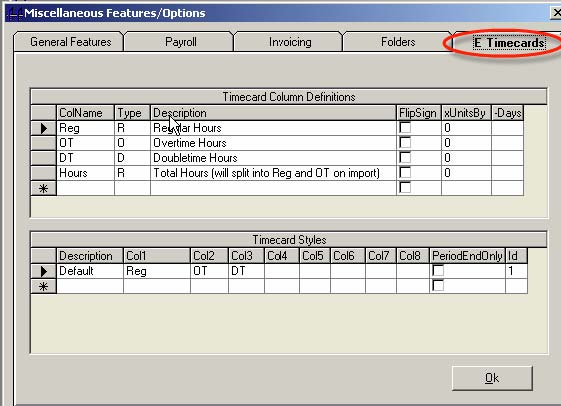 Miscellaneous Features/Options
General Features Payroll Invoicing Folders E Timecards
Timecard Column Definitions
ColName Type Description FlipSign xUnitsBy -Days
Reg R Regular Hours 0
OT O Overtime Hours 0
DT D Doubletime Hours 0
Hours R Total Hours (will split into Reg and OT on import) 0
Timecard Styles
Description Col1 Col2 Col3 Col4 Col5 Col6 Col7 Col8 PeriodEndOnly Id
Default Reg OT DT 1
Ok